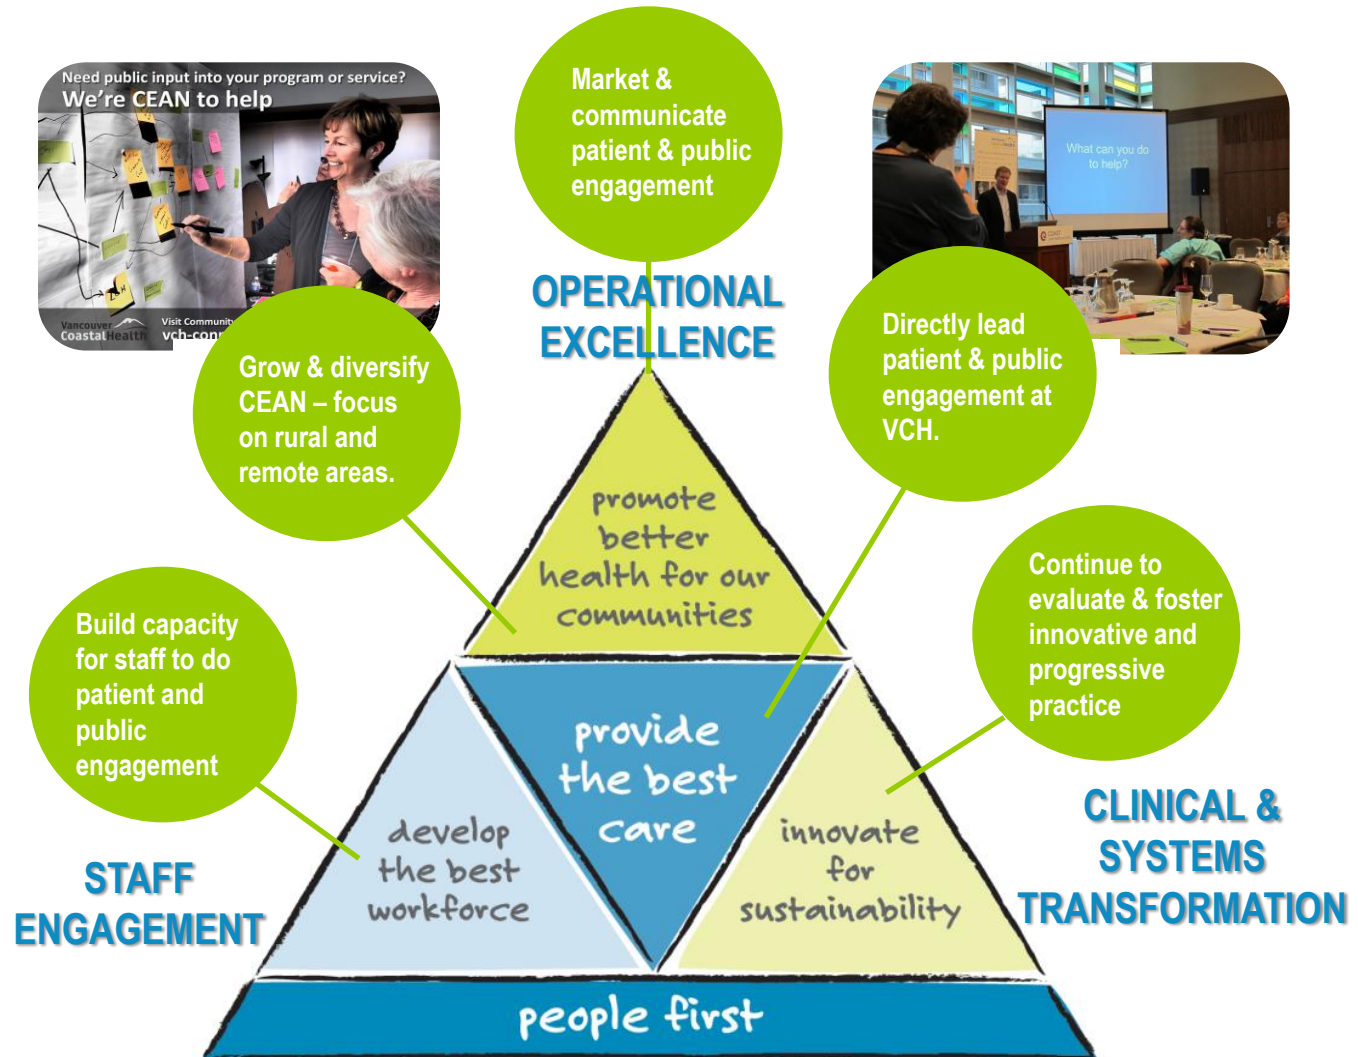 Need public input into your program or service?
We're CEAN to help
Vancouver
CoastalHealth
Visit Community
Market &
communicate
patient & public
engagement
What can you do
to help?
OPERATIONAL
EXCELLENCE
Grow & diversify
CEAN – focus
on rural and
remote areas.
Directly lead
patient & public
engagement at
VCH.
promote
better
health for our
communities
Build capacity
for staff to do
patient and
public
engagement
Continue to
evaluate & foster
innovative and
progressive
practice
provide
the best
care
develop
the best
workforce
innovate
for
sustainability
STAFF
ENGAGEMENT
CLINICAL &
SYSTEMS
TRANSFORMATION
people first